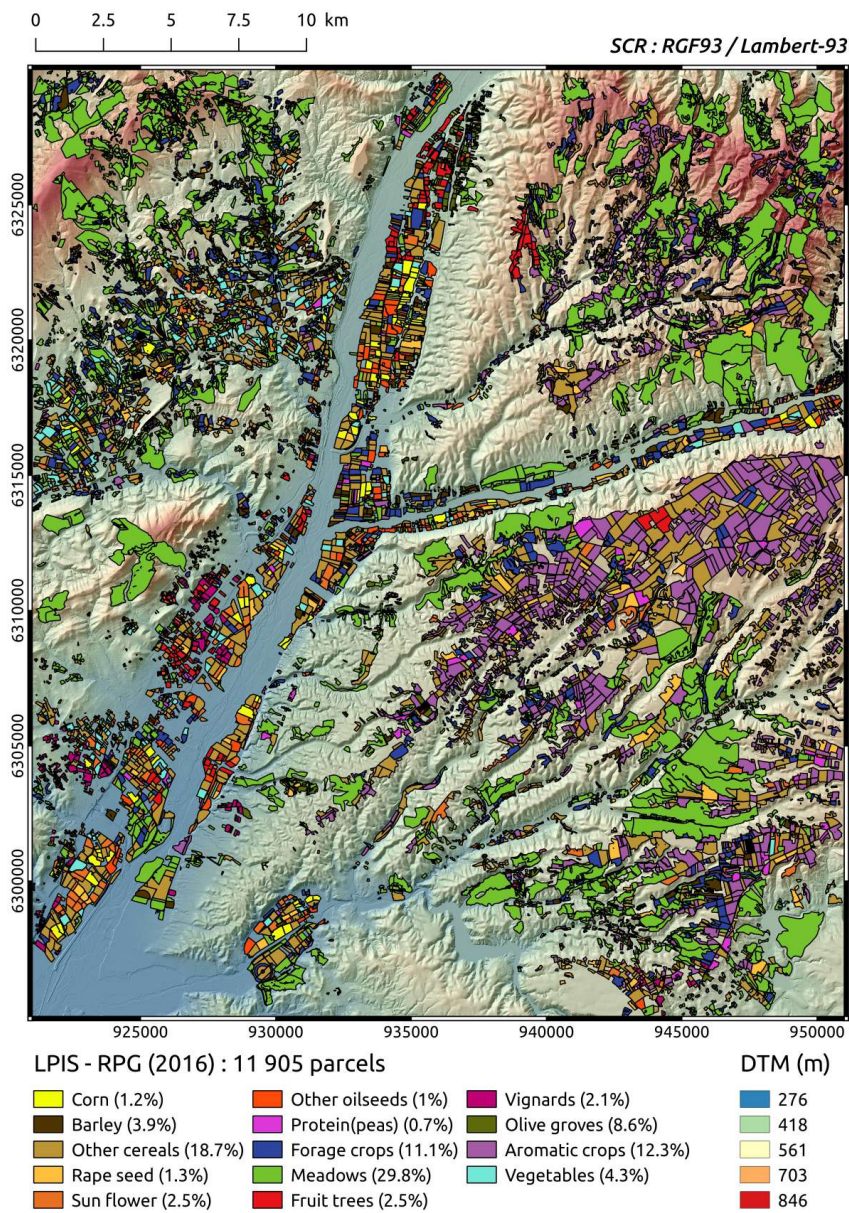 0 2.5 5 7.5 10 km
SCR : RGF93 / Lambert-93
6325000
6320000
6315000
6310000
6305000
6300000
925000 930000 935000 940000 945000 950000
LPIS - RPG (2016) : 11 905 parcels
Corn (1.2%)
Barley (3.9%)
Other cereals (18.7%)
Rape seed (1.3%)
Sun flower (2.5%)
Other oilseeds (1%)
Protein(peas) (0.7%)
Forage crops (11.1%)
Meadows (29.8%)
Fruit trees (2.5%)
Vignards (2.1%)
Olive groves (8.6%)
Aromatic crops (12.3%)
Vegetables (4.3%)
DTM (m)
276
418
561
703
846